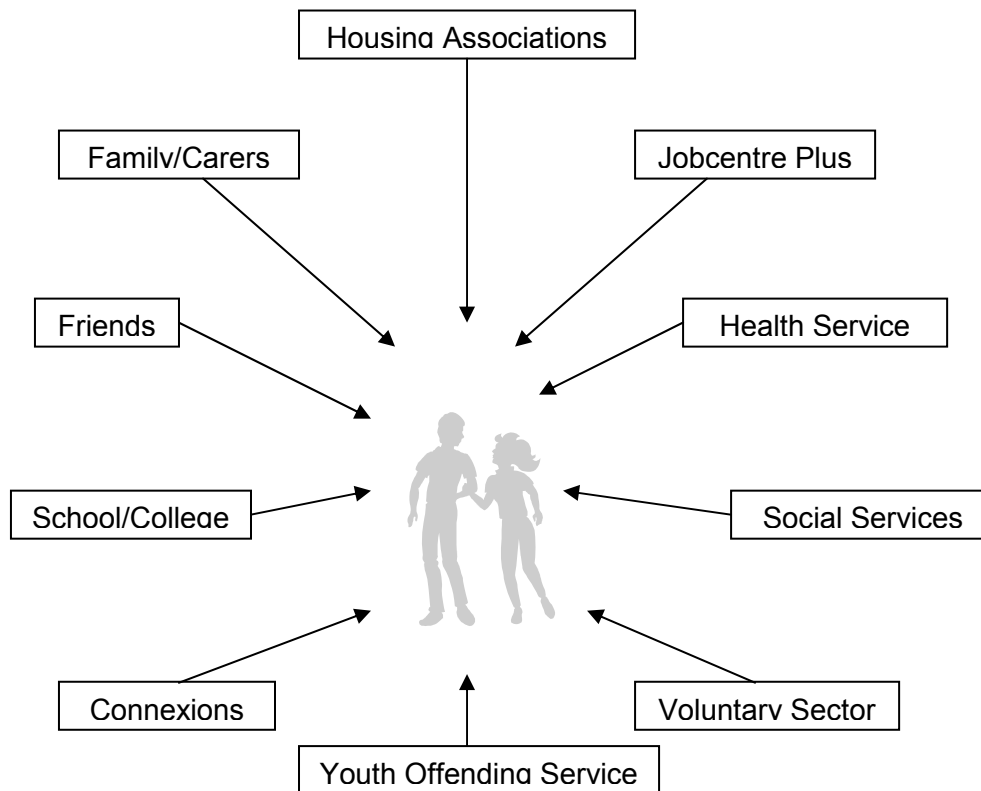 Housing Associations
Family/Carers
Jobcentre Plus
Friends
Health Service
School/College
Social Services
Connexions
Voluntary Sector
Youth Offending Service